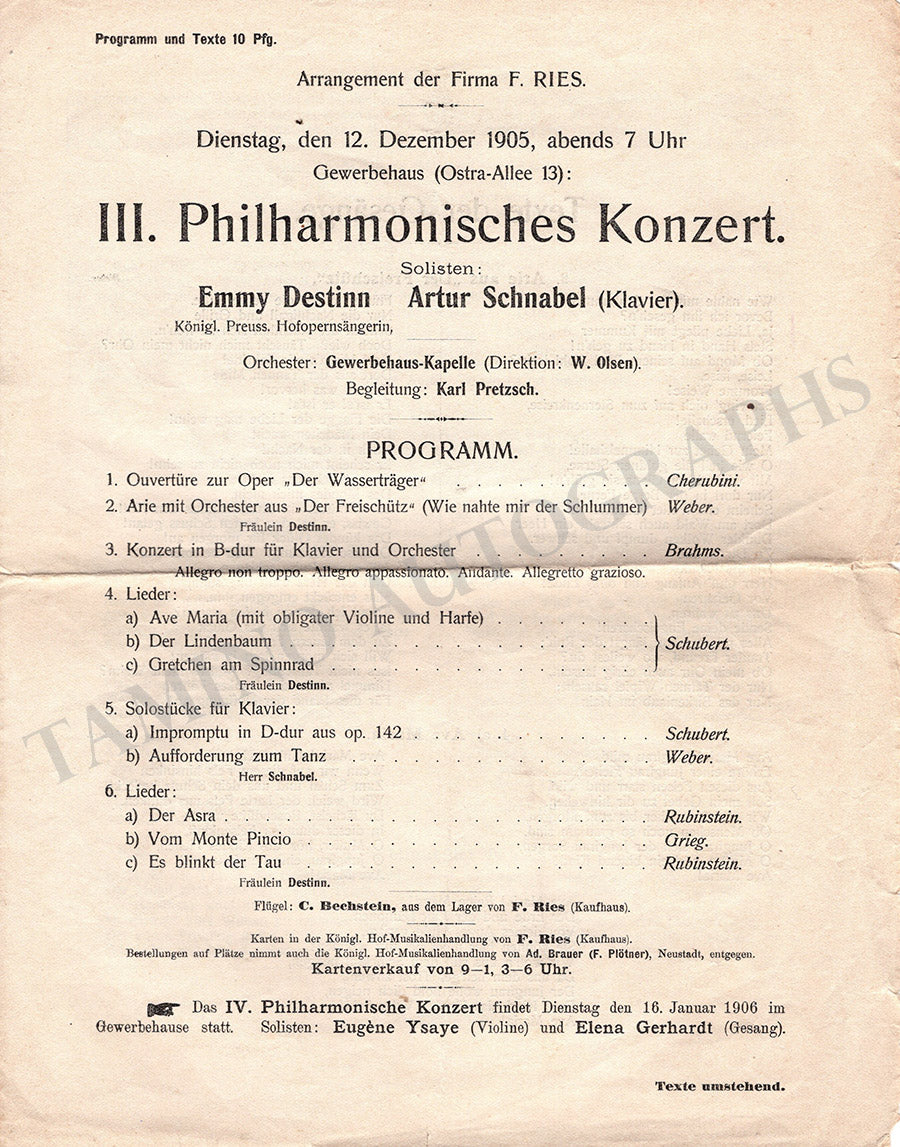 Programm und Texte 10 Pfg.
Arrangement der Firma F. RIES.
Dienstag, den 12. Dezember 1905, abends 7 Uhr
Gewerbehaus (Ostra-Allee 13):
III. Philharmonisches Konzert.
Solisten:
Emmy Destinn Artur Schnabel (Klavier).
Königl. Preuss. Hofopernsängerin,
Orchester: Gewerbehaus-Kapelle (Direktion: W. Olsen).
Begleitung: Karl Pretzsch.
PROGRAMM.
1. Ouvertüre zur Oper „Der Wasserträger“ . . . . . . . . . Cherubini.
2. Arie mit Orchester aus „Der Freischütz“ (Wie nahte mir der Schlummer) Weber.
Fräulein Destinn.
3. Konzert in B-dur für Klavier und Orchester . . . . . . . Brahms.
Allegro non troppo. Allegro appassionato. Andante. Allegretto grazioso.
4. Lieder:
a) Ave Maria (mit obligater Violine und Harfe) . . . . . . .
b) Der Lindenbaum . . . . . . . . . . . . . . Schubert.
c) Gretchen am Spinnrad . . . . . . . . . . . . .
Fräulein Destinn.
5. Solostücke für Klavier:
a) Impromptu in D-dur aus op. 142 . . . . . . . . . . Schubert.
b) Aufforderung zum Tanz . . . . . . . . . . . . Weber.
Herr Schnabel.
6. Lieder:
a) Der Asra . . . . . . . . . . . . . . . . Rubinstein.
b) Vom Monte Pincio . . . . . . . . . . . . . Grieg.
c) Es blinkt der Tau . . . . . . . . . . . . . Rubinstein.
Fräulein Destinn.
Flügel: C. Bechstein, aus dem Lager von F. Ries (Kaufhaus).
Karten in der Königl. Hof-Musikalienhandlung von F. Ries (Kaufhaus).
Bestellungen auf Plätze nimmt auch die Königl. Hof-Musikalienhandlung von Ad. Brauer (F. Plötner), Neustadt, entgegen.
Kartenverkauf von 9–1, 3–6 Uhr.
Das IV. Philharmonische Konzert findet Dienstag den 16. Januar 1906 im
Gewerbehause statt. Solisten: Eugène Ysaye (Violine) und Elena Gerhardt (Gesang).
Texte umstehend.
TAMINO AUTOGRAPHS